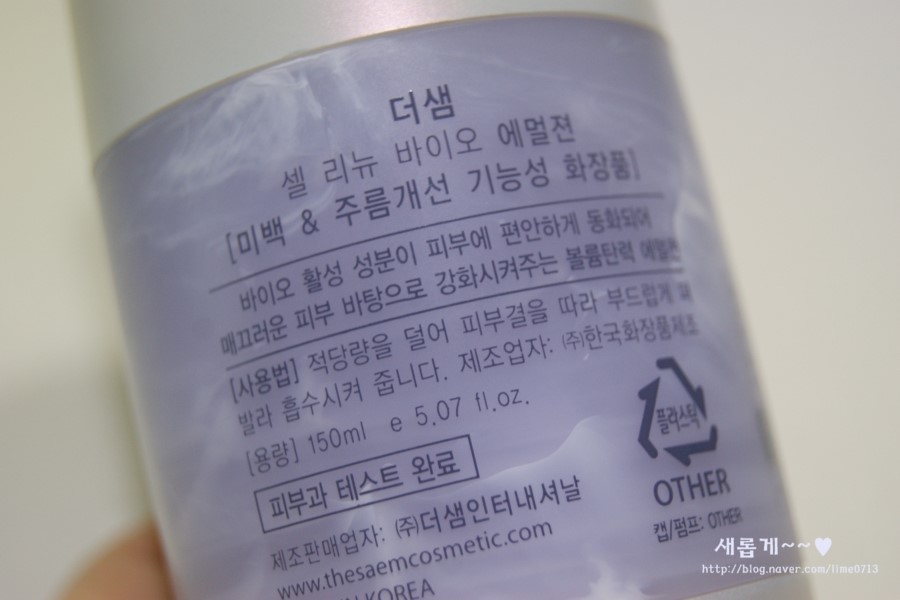 더샘
셀 리뉴 바이오 에멀젼
[미백 & 주름개선 기능성 화장품]
바이오 활성 성분이 피부에 편안하게 동화되어
매끄러운 피부 바탕으로 강화시켜주는 볼륨탄력 에멀젼
[사용법] 적당량을 덜어 피부결을 따라 부드럽게
발라 흡수시켜 줍니다. 제조업자: ㈜한국화장품제조
[용량] 150ml e 5.07 fl.oz.
피부과 테스트 완료
제조판매업자: ㈜더샘인터내셔날
www.thesaemcosmetic.com
IN KOREA
플라스틱
OTHER
캡/펌프: OTHER
새롭게~~♥
http://blog.naver.com/lime0713